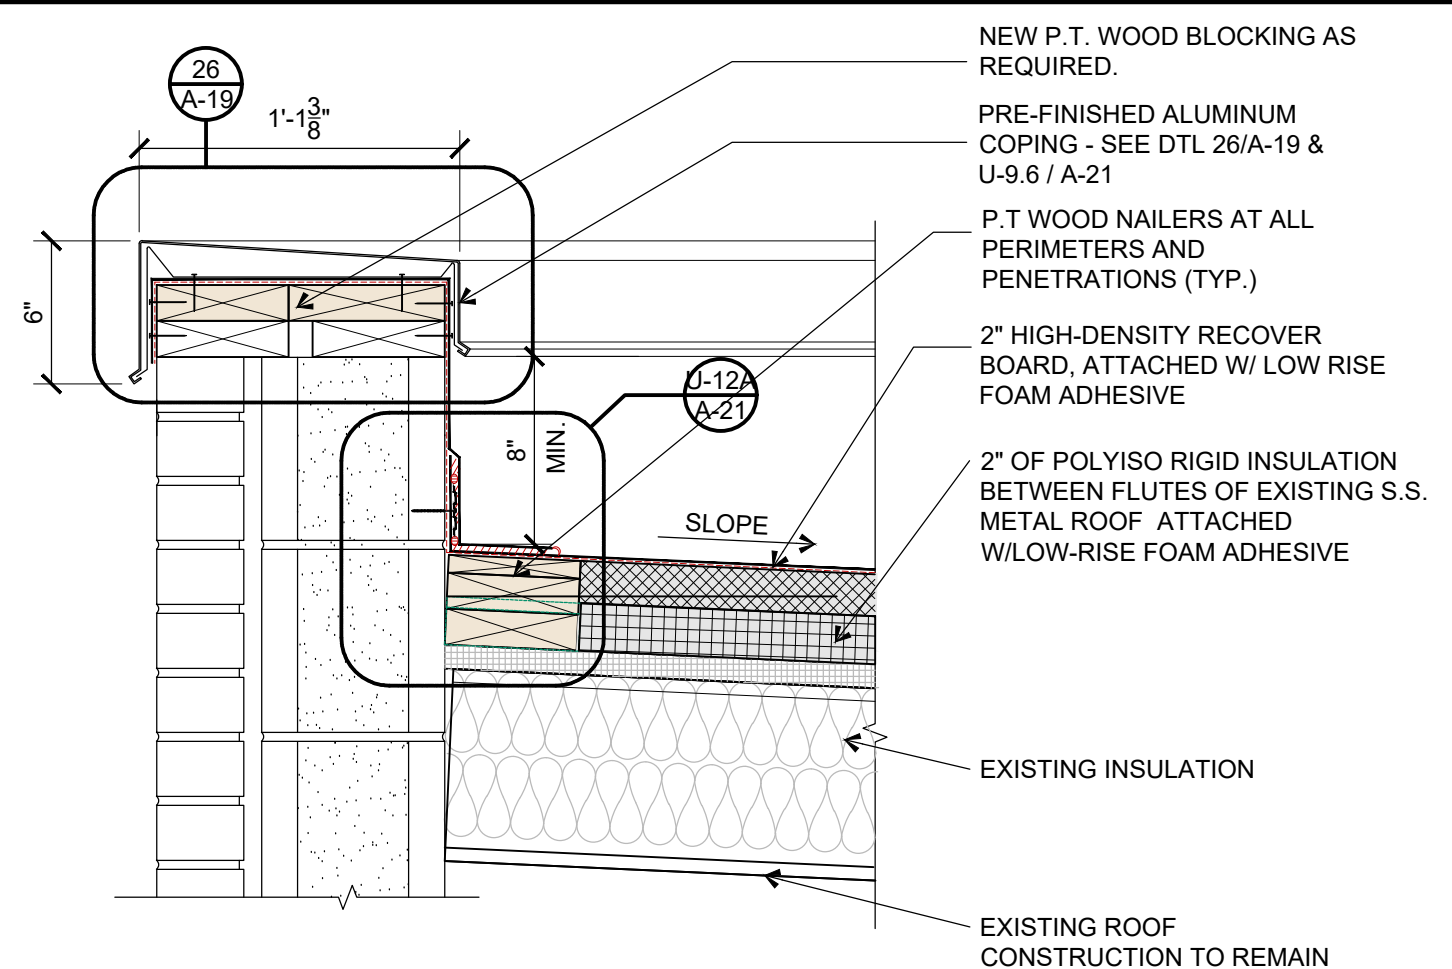 26
A-19
1'-1 3/8"
6"
NEW P.T. WOOD BLOCKING AS
REQUIRED.
PRE-FINISHED ALUMINUM
COPING - SEE DTL 26/A-19 &
U-9.6 / A-21
P.T WOOD NAILERS AT ALL
PERIMETERS AND
PENETRATIONS (TYP.)
2" HIGH-DENSITY RECOVER
BOARD, ATTACHED W/ LOW RISE
FOAM ADHESIVE
U-12A
A-21
8"
MIN.
SLOPE
2" OF POLYISO RIGID INSULATION
BETWEEN FLUTES OF EXISTING S.S.
METAL ROOF ATTACHED
W/LOW-RISE FOAM ADHESIVE
EXISTING INSULATION
EXISTING ROOF
CONSTRUCTION TO REMAIN